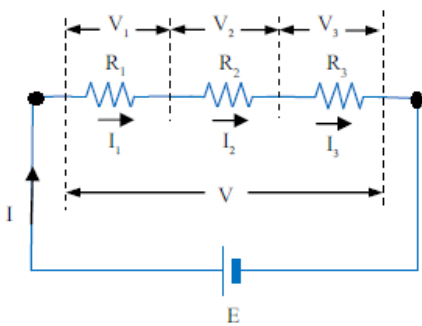 V₁ V₂ V₃
R₁ R₂ R₃
I₁ I₂ I₃
V
I
E